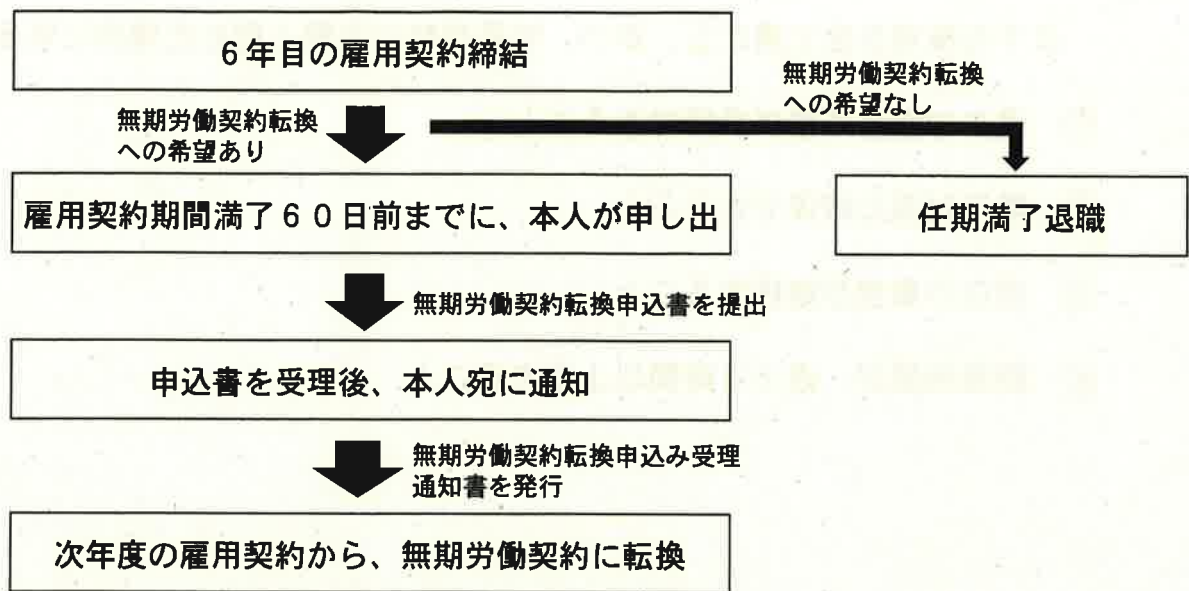 6年目の雇用契約締結
無期労働契約転換
への希望なし
無期労働契約転換
への希望あり
雇用契約期間満了60日前までに、本人が申し出
任期満了退職
無期労働契約転換申込書を提出
申込書を受理後、本人宛に通知
無期労働契約転換申込み受理
通知書を発行
次年度の雇用契約から、無期労働契約に転換